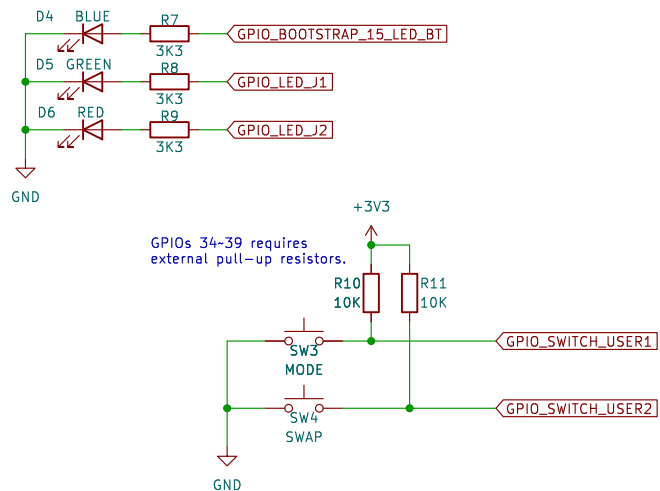 D4 BLUE R7
3K3
GPIO_BOOTSTRAP_15_LED_BT
D5 GREEN R8
3K3
GPIO_LED_J1
D6 RED R9
3K3
GPIO_LED_J2
GND
+3V3
GPIOs 34~39 requires
external pull-up resistors.
R10
10K
R11
10K
SW3
MODE
GPIO_SWITCH_USER1
SW4
SWAP
GPIO_SWITCH_USER2
GND